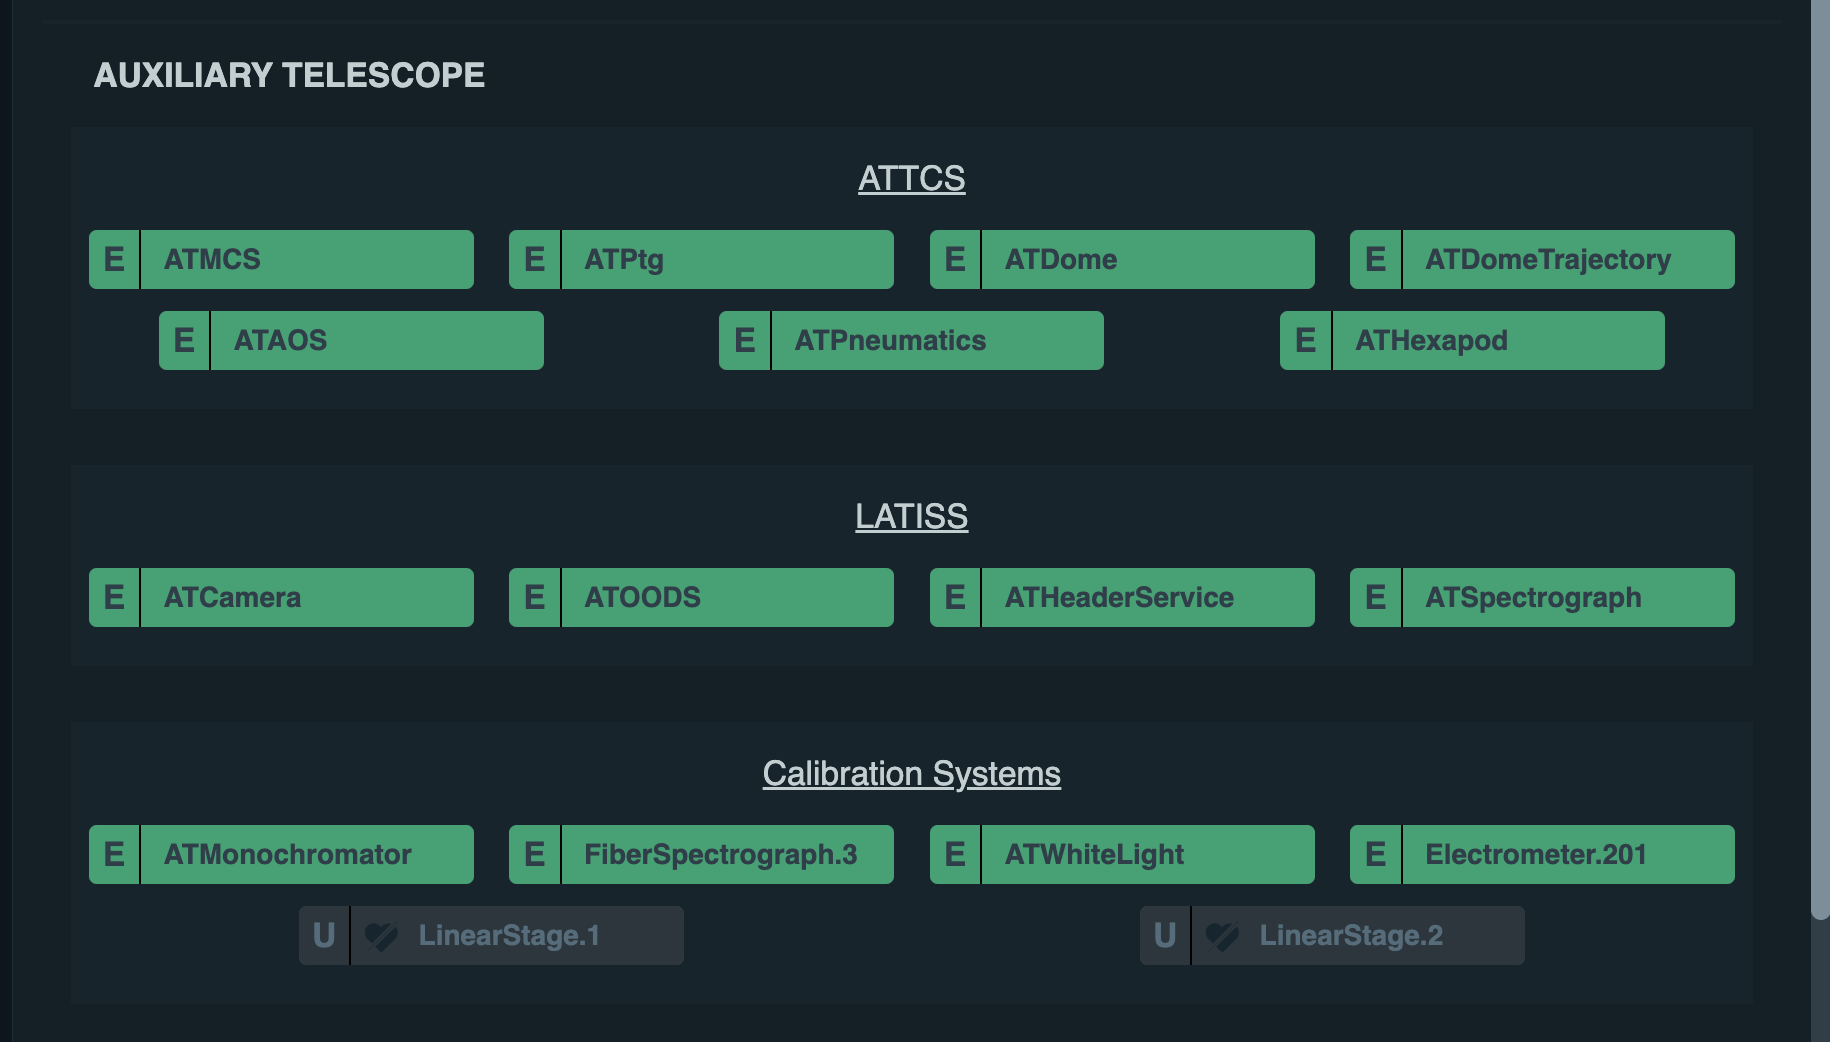 AUXILIARY TELESCOPE
ATTCS
E ATMCS E ATPtg E ATDome E ATDomeTrajectory
E ATAOS E ATPneumatics E ATHexapod
LATISS
E ATCamera E ATOODS E ATHeaderService E ATSpectrograph
Calibration Systems
E ATMonochromator E FiberSpectrograph.3 E ATWhiteLight E Electrometer.201
U LinearStage.1 U LinearStage.2